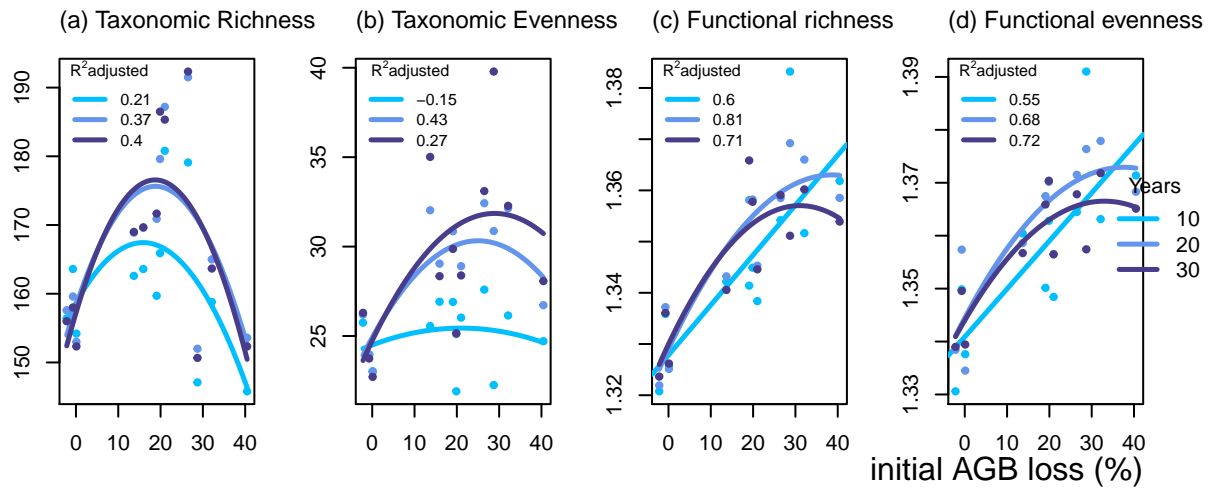 (a) Taxonomic Richness
(b) Taxonomic Evenness
(c) Functional richness
(d) Functional evenness
R²adjusted
0.21
0.37
0.4
190
180
170
160
150
0 10 20 30 40
R²adjusted
−0.15
0.43
0.27
40
35
30
25
0 10 20 30 40
R²adjusted
0.6
0.81
0.71
1.38
1.36
1.34
1.32
0 10 20 30 40
R²adjusted
0.55
0.68
0.72
1.39
1.37
1.35
1.33
0 10 20 30 40
Years
10
20
30
initial AGB loss (%)